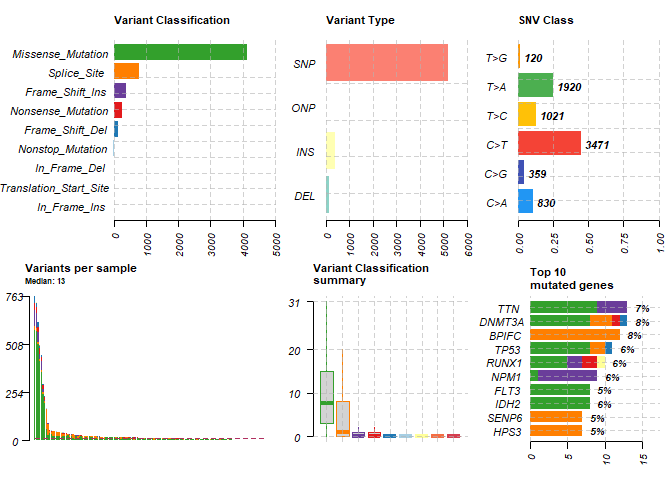 Variant Classification
Missense_Mutation
Splice_Site
Frame_Shift_Ins
Nonsense_Mutation
Frame_Shift_Del
Nonstop_Mutation
In_Frame_Del
Translation_Start_Site
In_Frame_Ins
0 1000 2000 3000 4000 5000
Variant Type
SNP
ONP
INS
DEL
0 1000 2000 3000 4000 5000 6000
SNV Class
T>G 120
T>A 1920
T>C 1021
C>T 3471
C>G 359
C>A 830
0.00 0.25 0.50 0.75 1.00
Variants per sample
Median: 13
763
508
254
0
Variant Classification
summary
31
20
10
0
Top 10
mutated genes
TTN 7%
DNMT3A 8%
BPIFC 8%
TP53 6%
RUNX1 6%
NPM1 6%
FLT3 5%
IDH2 6%
SENP6 5%
HPS3 5%
0 5 10 15